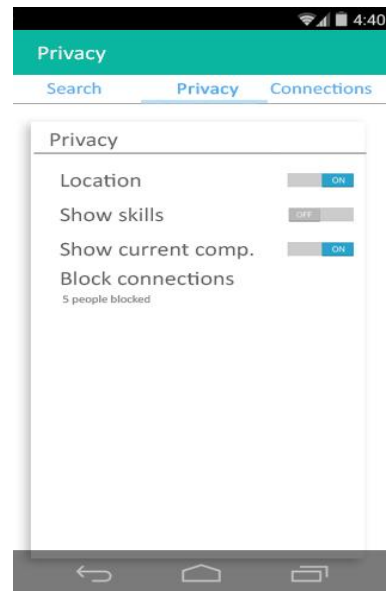 4:40
Privacy
Search Privacy Connections
Privacy
Location ON
Show skills OFF
Show current comp. ON
Block connections
5 people blocked